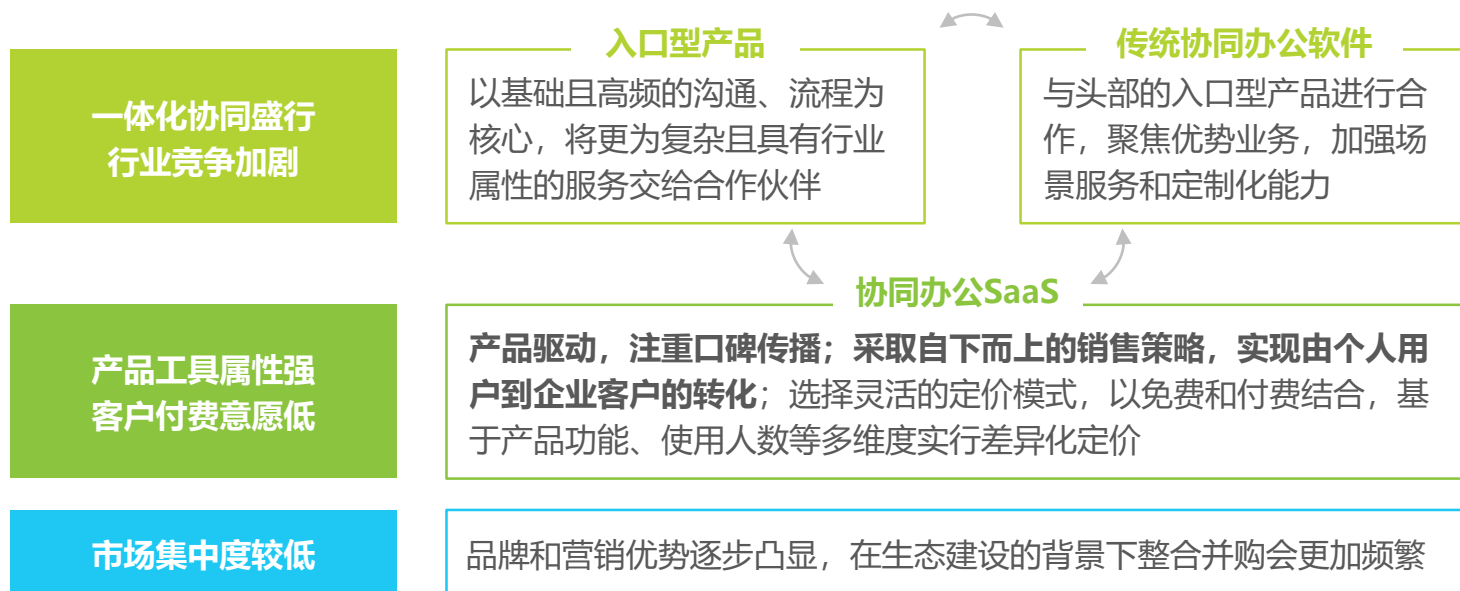 一体化协同盛行
行业竞争加剧
入口型产品
以基础且高频的沟通、流程为
核心，将更为复杂且具有行业
属性的服务交给合作伙伴
传统协同办公软件
与头部的入口型产品进行合
作，聚焦优势业务，加强场
景服务和定制化能力
产品工具属性强
客户付费意愿低
协同办公SaaS
产品驱动，注重口碑传播；采取自下而上的销售策略，实现由个人用
户到企业客户的转化；选择灵活的定价模式，以免费和付费结合，基
于产品功能、使用人数等多维度实行差异化定价
市场集中度较低
品牌和营销优势逐步凸显，在生态建设的背景下整合并购会更加频繁